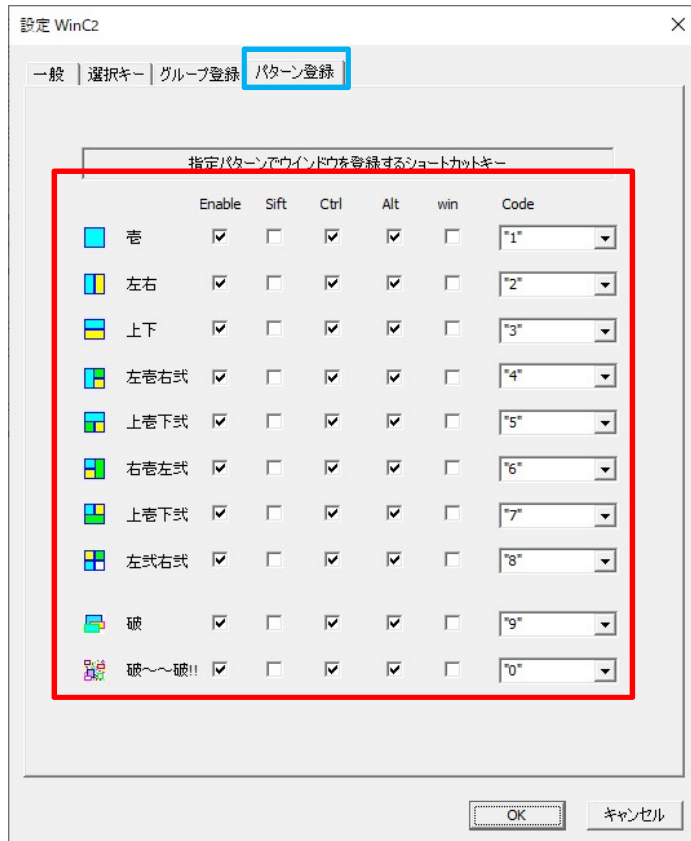 設定 WinC2
一般 選択キー グループ登録 パターン登録
指定パターンでウインドウを登録するショートカットキー
Enable Sift Ctrl Alt win Code
壱 "1"
左右 "2"
上下 "3"
左壱右弐 "4"
上壱下弐 "5"
右壱左弐 "6"
上壱下弐 "7"
左弐右弐 "8"
破 "9"
破～～破!! "0"
OK キャンセル